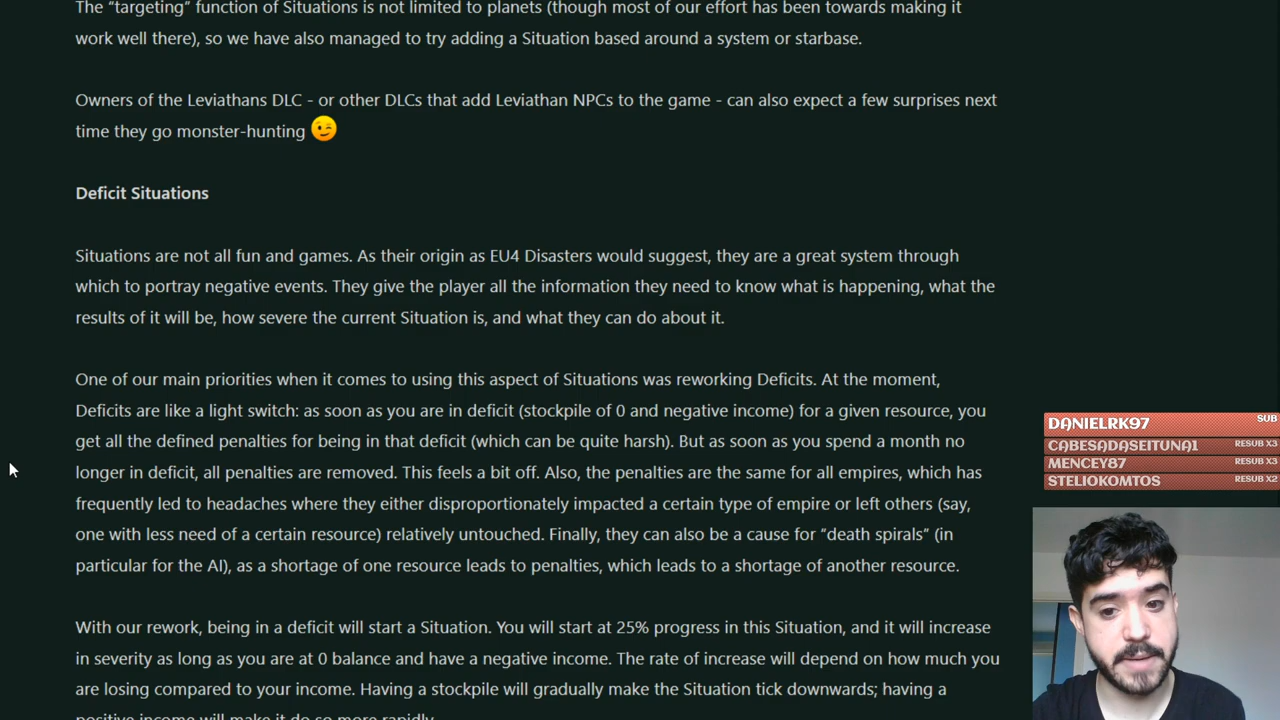 The “targeting” function of Situations is not limited to planets (though most of our effort has been towards making it
work well there), so we have also managed to try adding a Situation based around a system or starbase.
Owners of the Leviathans DLC - or other DLCs that add Leviathan NPCs to the game - can also expect a few surprises next
time they go monster-hunting 😉
Deficit Situations
Situations are not all fun and games. As their origin as EU4 Disasters would suggest, they are a great system through
which to portray negative events. They give the player all the information they need to know what is happening, what the
results of it will be, how severe the current Situation is, and what they can do about it.
One of our main priorities when it comes to using this aspect of Situations was reworking Deficits. At the moment,
Deficits are like a light switch: as soon as you are in deficit (stockpile of 0 and negative income) for a given resource, you
get all the defined penalties for being in that deficit (which can be quite harsh). But as soon as you spend a month no
longer in deficit, all penalties are removed. This feels a bit off. Also, the penalties are the same for all empires, which has
frequently led to headaches where they either disproportionately impacted a certain type of empire or left others (say,
one with less need of a certain resource) relatively untouched. Finally, they can also be a cause for “death spirals” (in
particular for the AI), as a shortage of one resource leads to penalties, which leads to a shortage of another resource.
With our rework, being in a deficit will start a Situation. You will start at 25% progress in this Situation, and it will increase
in severity as long as you are at 0 balance and have a negative income. The rate of increase will depend on how much you
are losing compared to your income. Having a stockpile will gradually make the Situation tick downwards; having a
positive income will make it do so more rapidly.
DANIELRK97 SUB
CABESADASEITUNA1 RESUB X3
MENCEY87 RESUB X3
STELIOKOMTOS RESUB X2